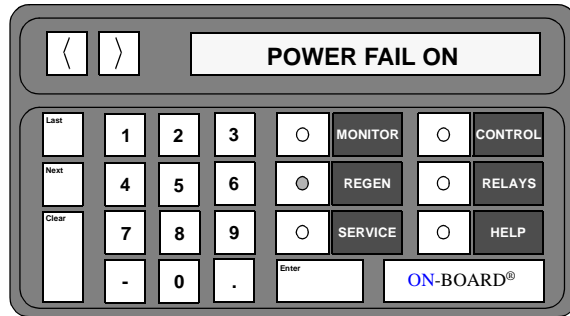 〈 〉 POWER FAIL ON
Last 1 2 3 MONITOR CONTROL
Next 4 5 6 REGEN RELAYS
Clear 7 8 9 SERVICE HELP
- 0 . Enter ON-BOARD®